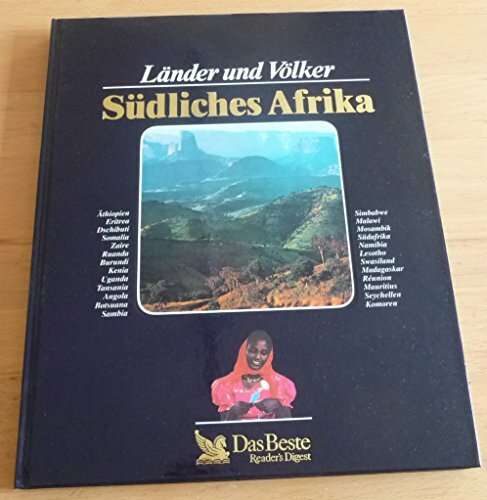 Länder und Völker
Südliches Afrika
Äthiopien
Eritrea
Dschibuti
Somalia
Zaire
Ruanda
Burundi
Kenia
Uganda
Tansania
Angola
Botsuana
Sambia
Simbabwe
Malawi
Mosambik
Südafrika
Namibia
Lesotho
Swasiland
Madagaskar
Réunion
Mauritius
Seychellen
Komoren
Das Beste
Reader's Digest